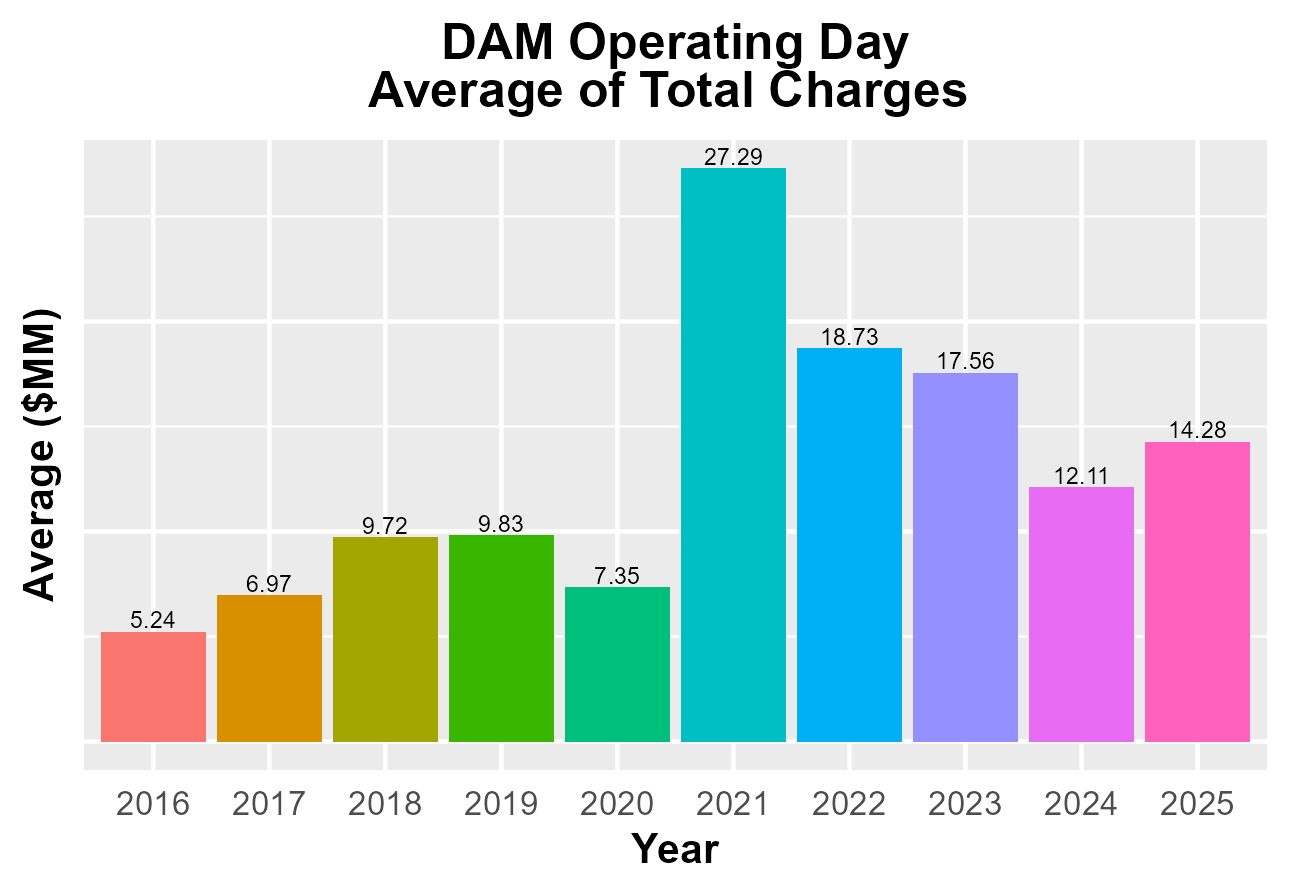 DAM Operating Day
Average of Total Charges
27.29
18.73
17.56
14.28
12.11
9.72
9.83
7.35
6.97
5.24
Average ($MM)
2016 2017 2018 2019 2020 2021 2022 2023 2024 2025
Year